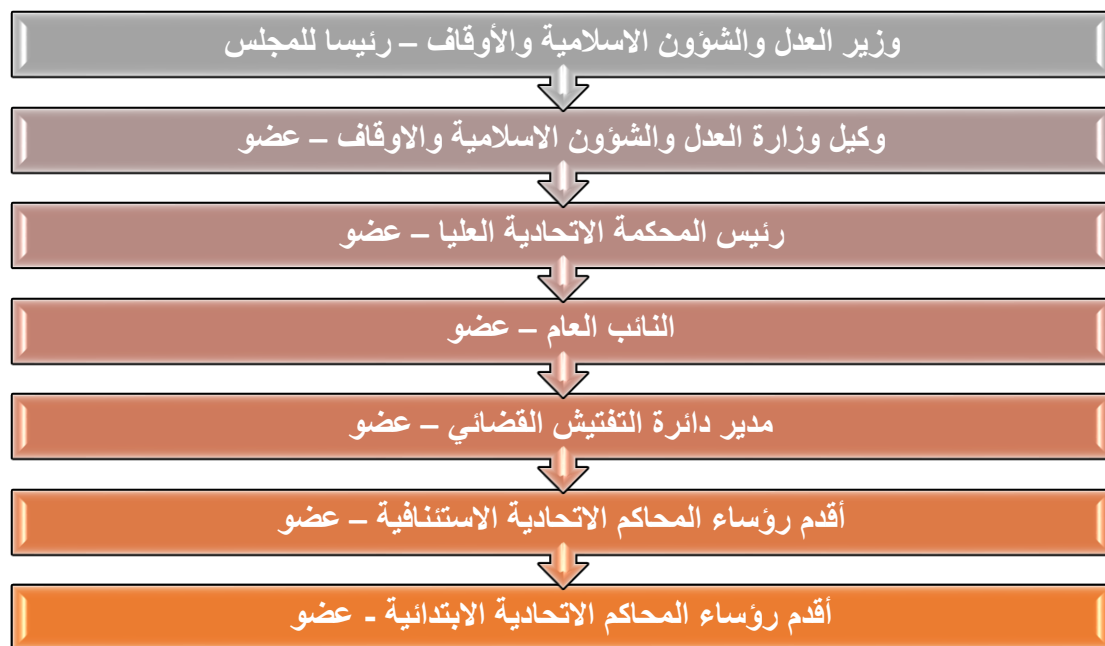 وزير العدل والشؤون الاسلامية والأوقاف – رئيسا للمجلس
وكيل وزارة العدل والشؤون الاسلامية والاوقاف – عضو
رئيس المحكمة الاتحادية العليا – عضو
النائب العام – عضو
مدير دائرة التفتيش القضائي – عضو
أقدم رؤساء المحاكم الاتحادية الاستئنافية – عضو
أقدم رؤساء المحاكم الاتحادية الابتدائية - عضو